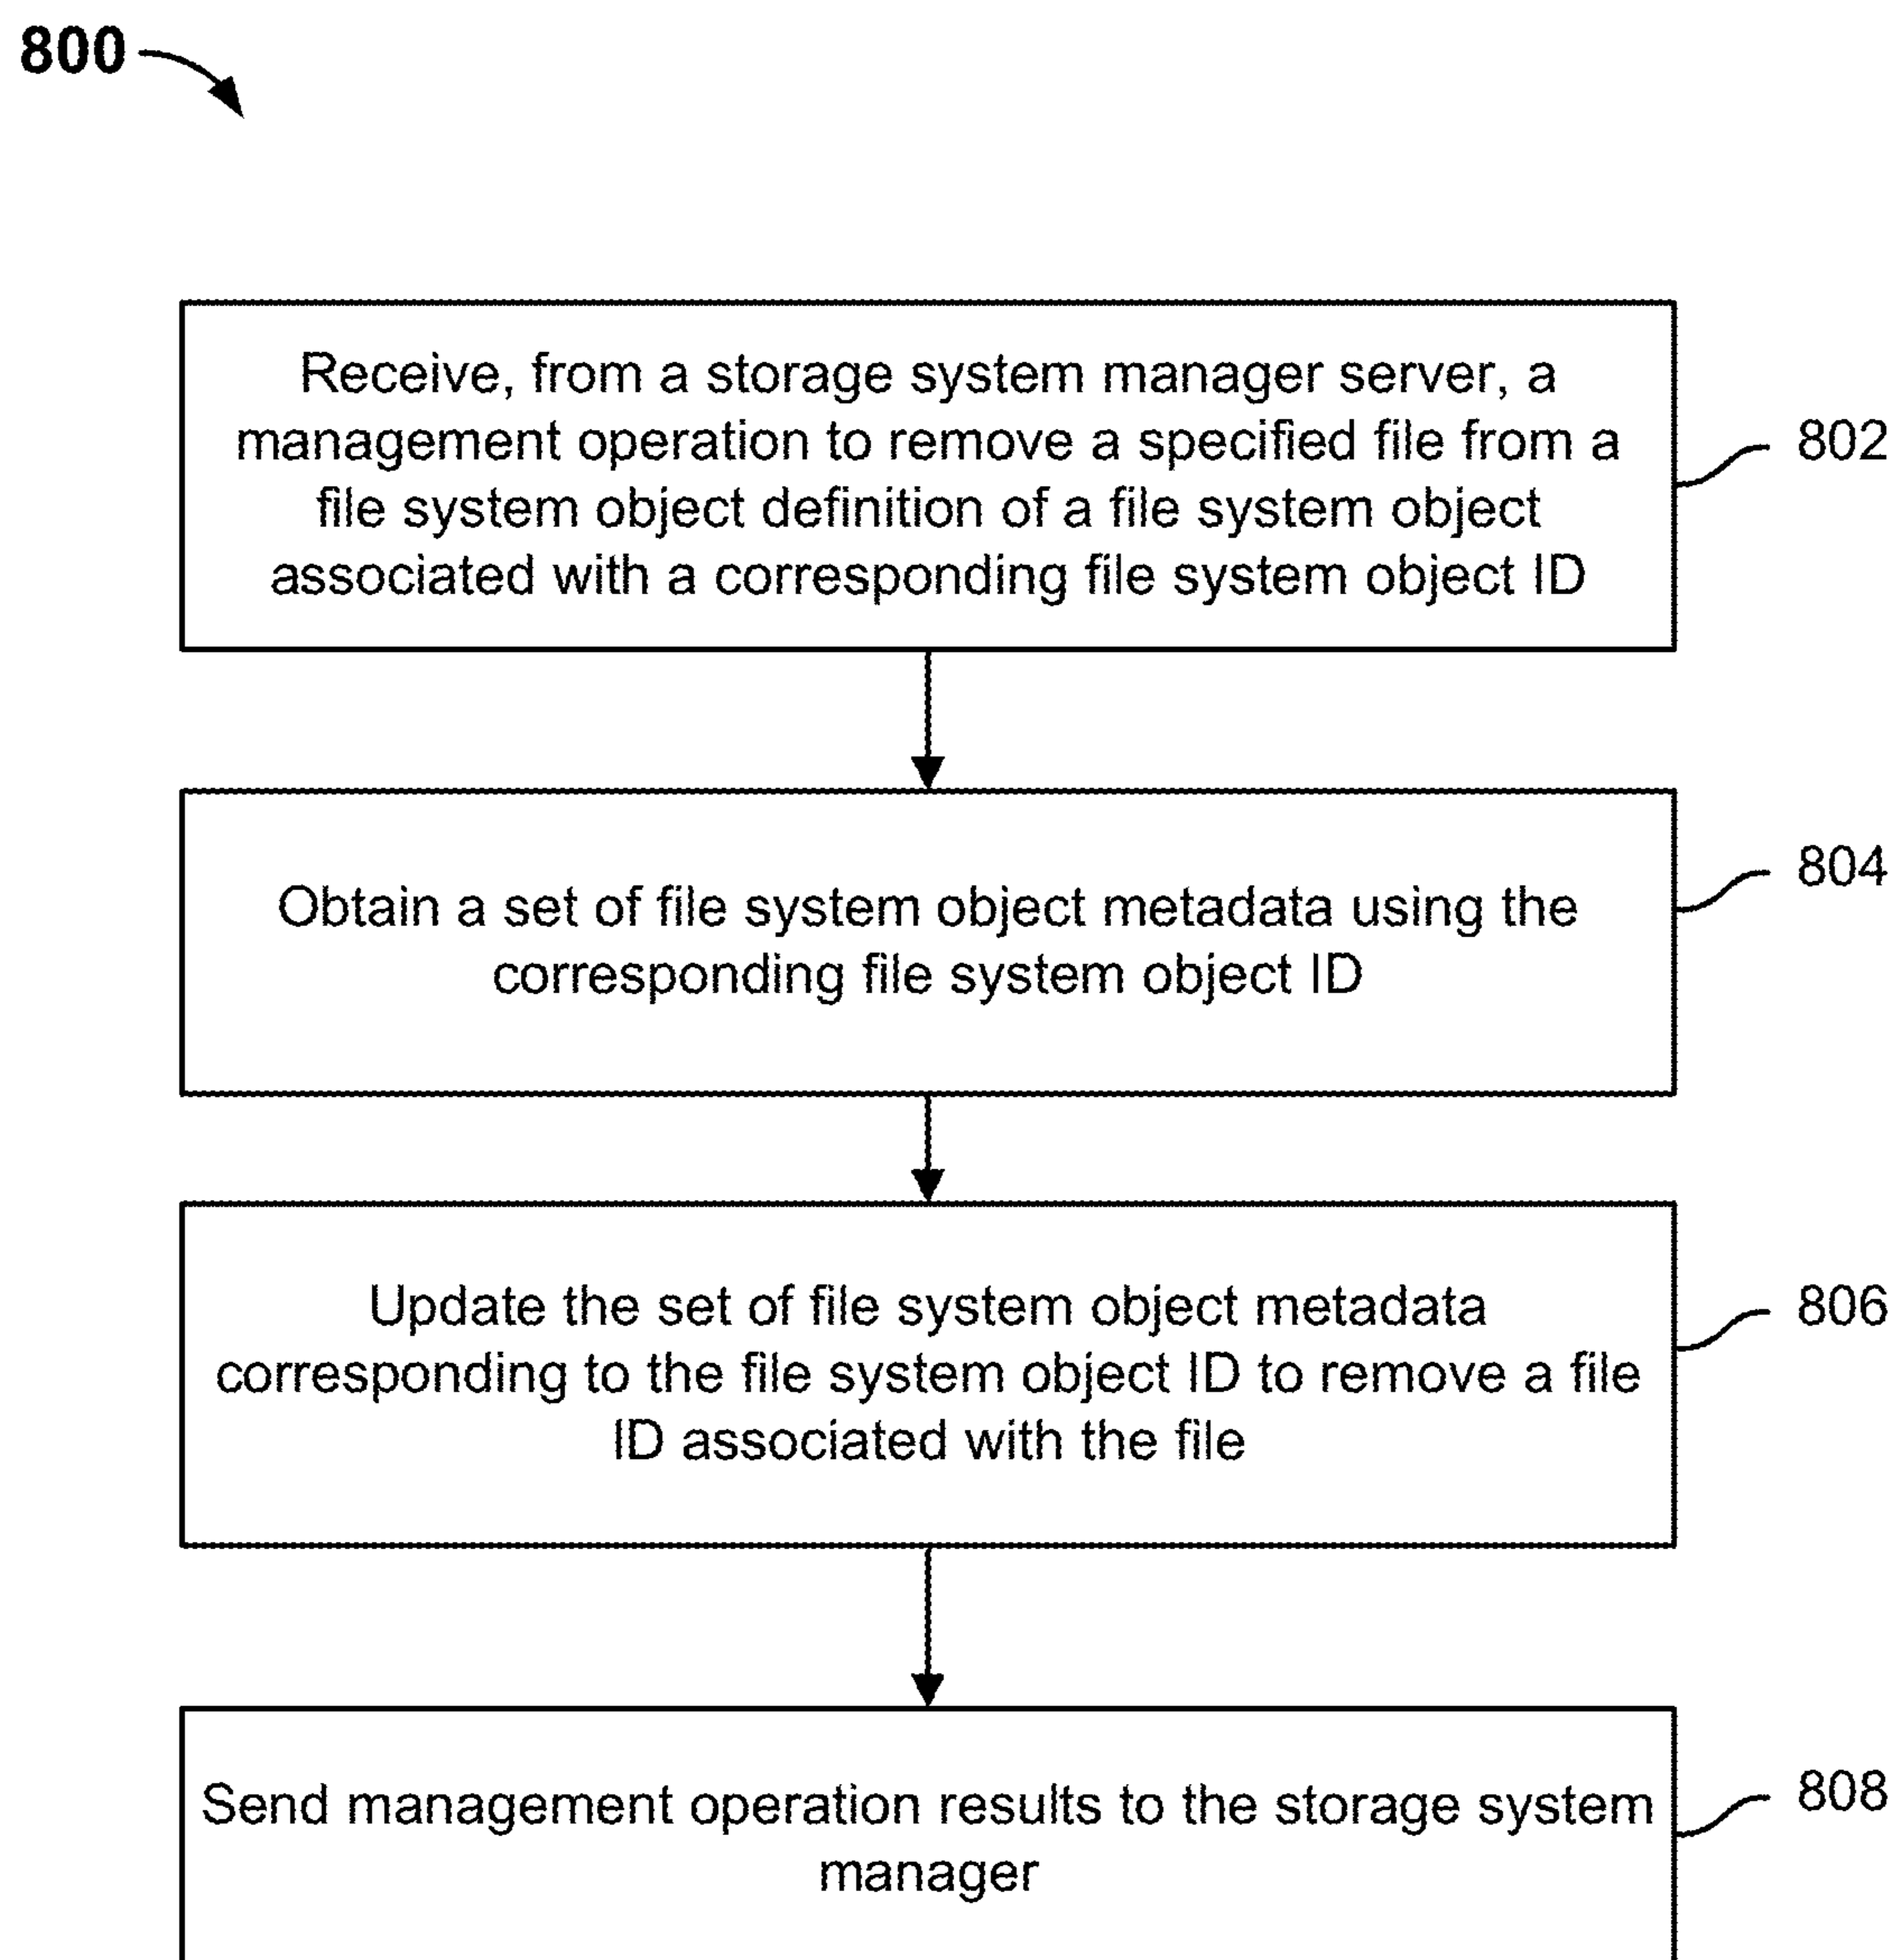 800
Receive, from a storage system manager server, a
management operation to remove a specified file from a
file system object definition of a file system object
associated with a corresponding file system object ID
802
Obtain a set of file system object metadata using the
corresponding file system object ID
804
Update the set of file system object metadata
corresponding to the file system object ID to remove a file
ID associated with the file
806
Send management operation results to the storage system
manager
808